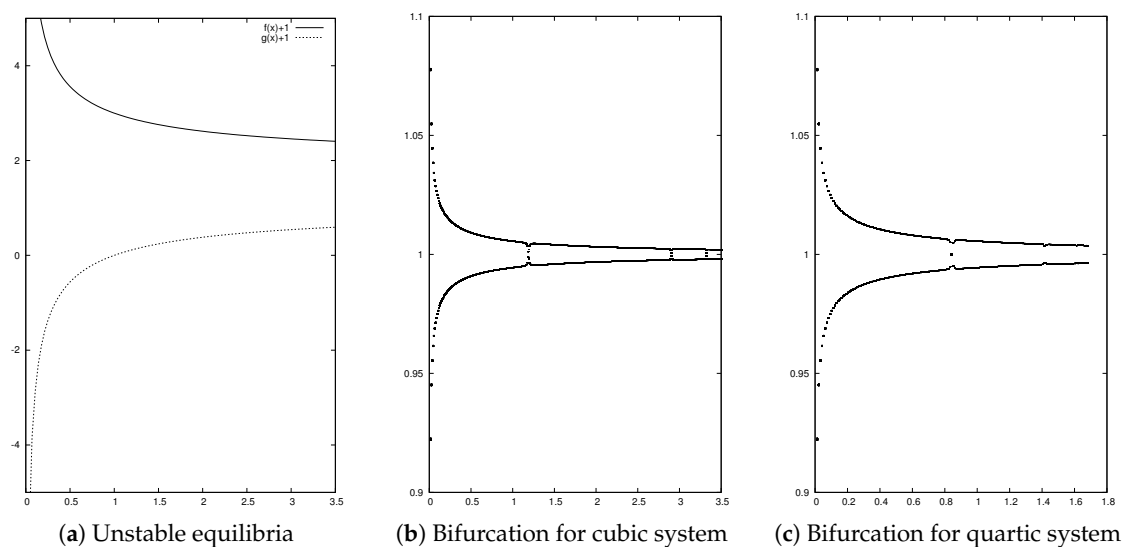 f(x)+1
g(x)+1
4
2
0
-2
-4
0 0.5 1 1.5 2 2.5 3 3.5
(a) Unstable equilibria
1.1
1.05
1
0.95
0.9
0 0.5 1 1.5 2 2.5 3 3.5
(b) Bifurcation for cubic system
1.1
1.05
1
0.95
0.9
0 0.2 0.4 0.6 0.8 1 1.2 1.4 1.6 1.8
(c) Bifurcation for quartic system